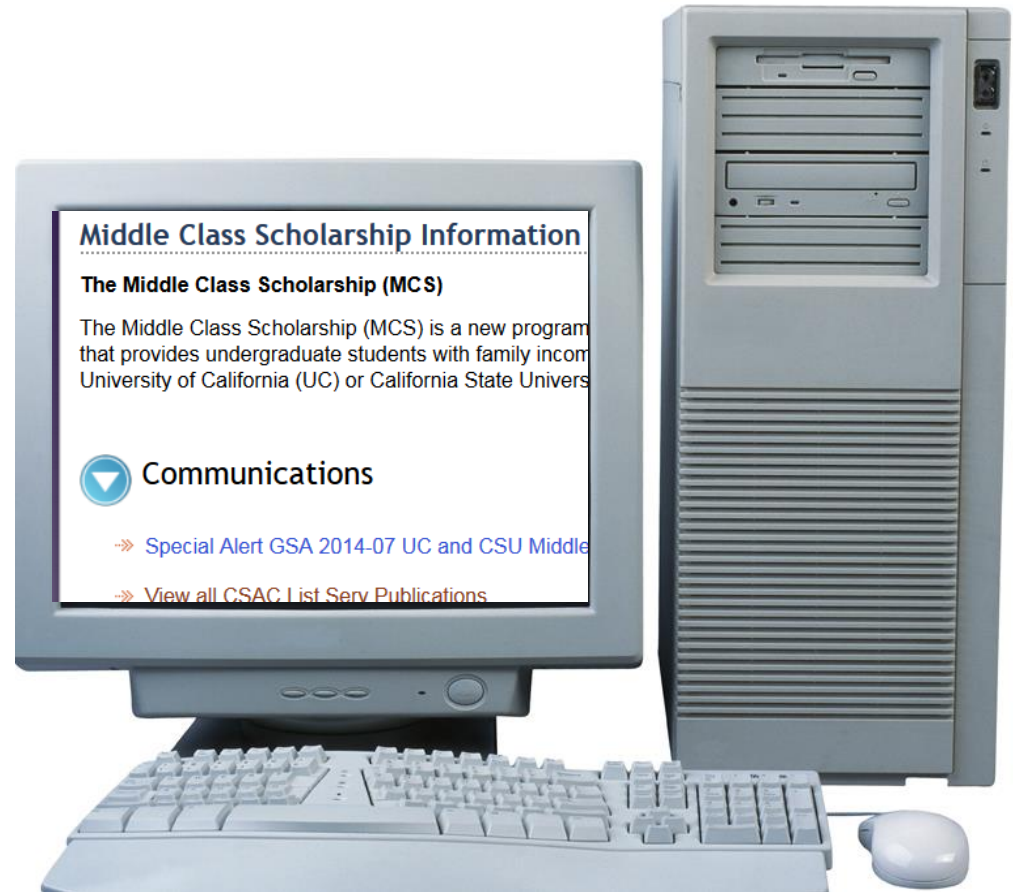 Middle Class Scholarship Information
The Middle Class Scholarship (MCS)
The Middle Class Scholarship (MCS) is a new program
that provides undergraduate students with family incom
University of California (UC) or California State Univers
Communications
Special Alert GSA 2014-07 UC and CSU Middle
View all CSAC List Serv Publications